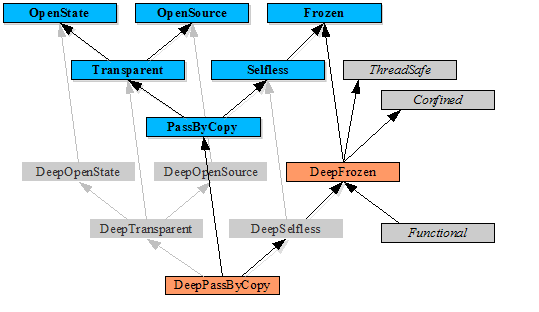 OpenState
OpenSource
Frozen
Transparent
Selfless
ThreadSafe
Confined
PassByCopy
DeepOpenState
DeepOpenSource
DeepFrozen
DeepTransparent
DeepSelfless
Functional
DeepPassByCopy